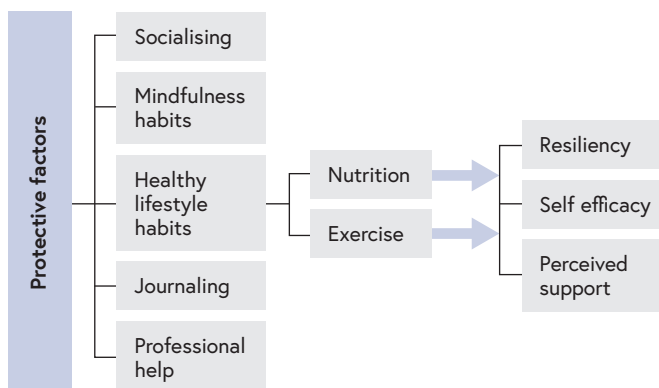 Protective factors
Socialising
Mindfulness
habits
Healthy
lifestyle
habits
Journaling
Professional
help
Nutrition
Exercise
Resiliency
Self efficacy
Perceived
support